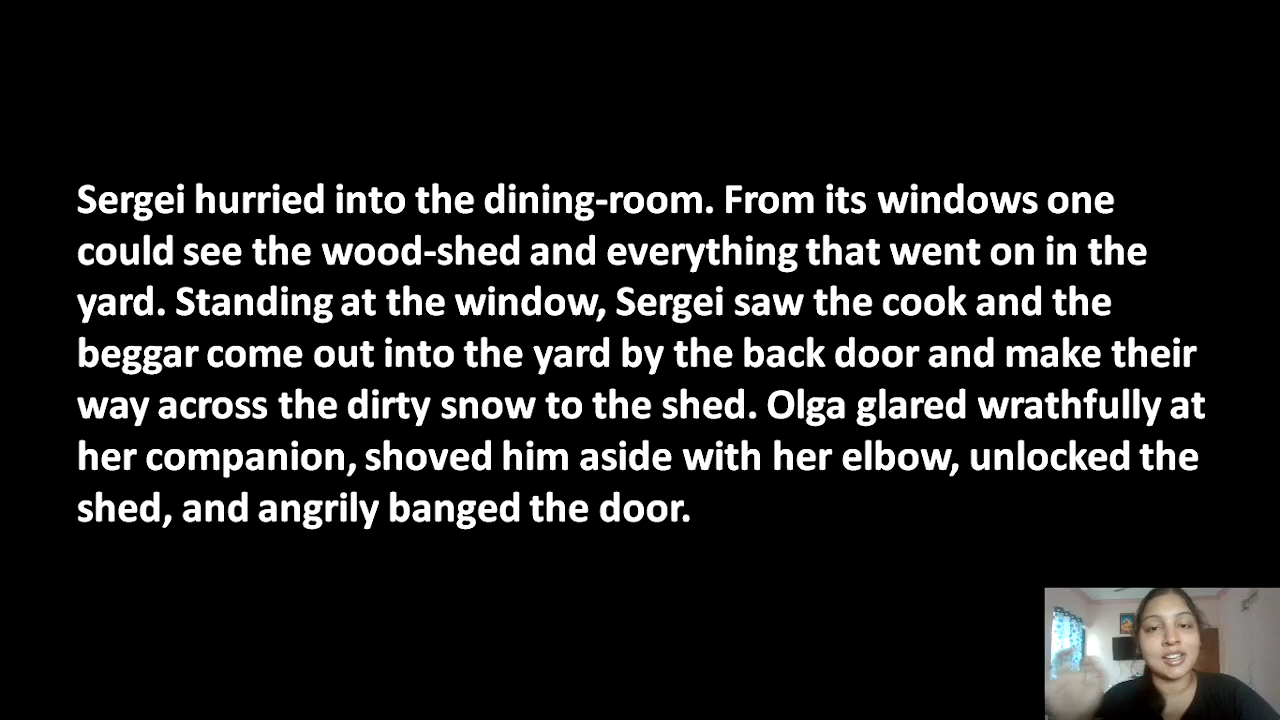 Sergei hurried into the dining-room. From its windows one
could see the wood-shed and everything that went on in the
yard. Standing at the window, Sergei saw the cook and the
beggar come out into the yard by the back door and make their
way across the dirty snow to the shed. Olga glared wrathfully at
her companion, shoved him aside with her elbow, unlocked the
shed, and angrily banged the door.